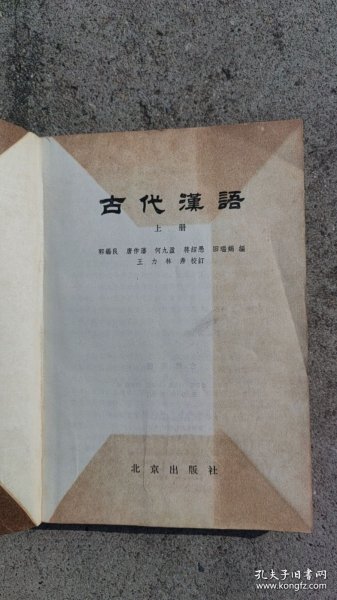 古代漢語
上册
郭錫良 唐作藩 何九盈 蔣紹愚 田瑞娟 編
王力 林燾 校訂
北京出版社
孔夫子旧书网
www.kongfz.com